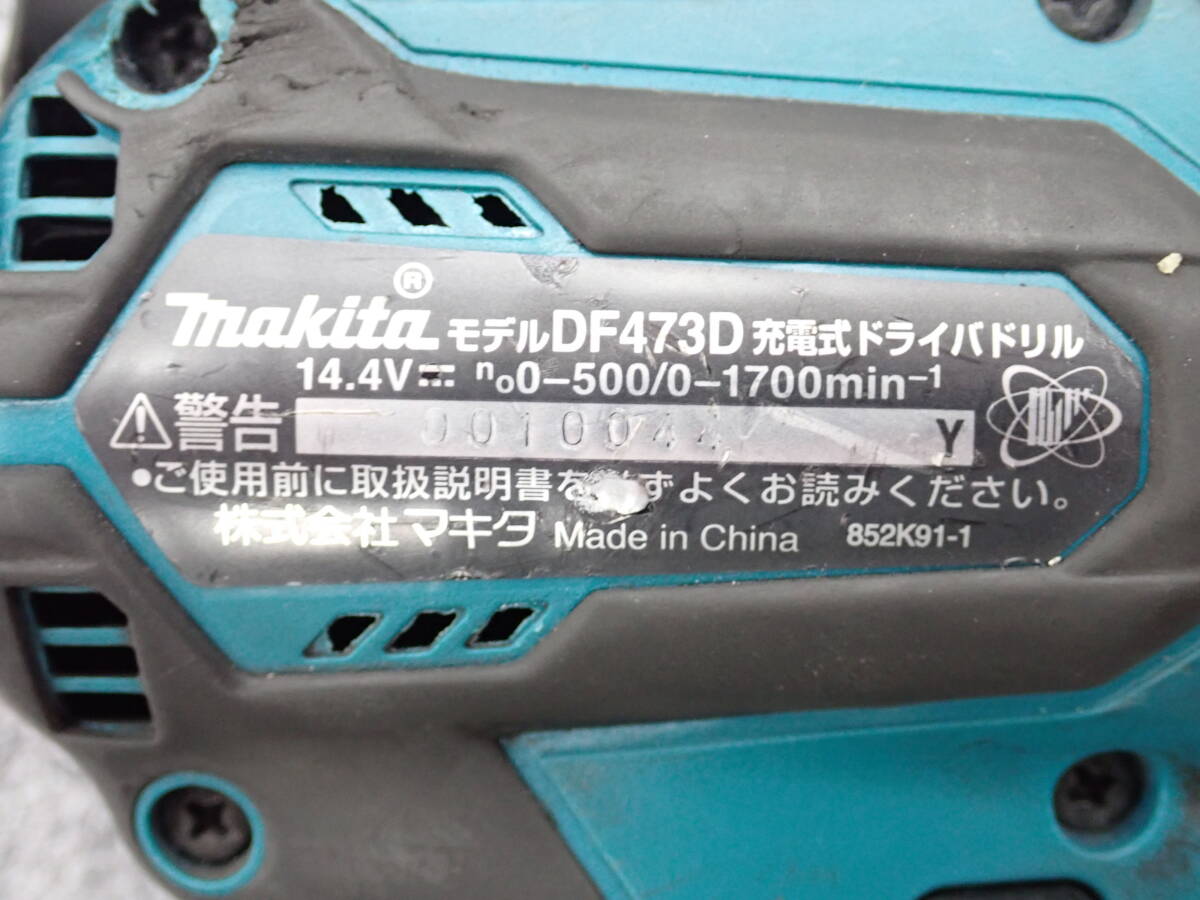 makita® モデルDF473D 充電式ドライバドリル
14.4V⎓ n₀0-500/0-1700min⁻¹
⚠警告 Y
•ご使用前に取扱説明書を必ずよくお読みください。
株式会社マキタ Made in China 852K91-1